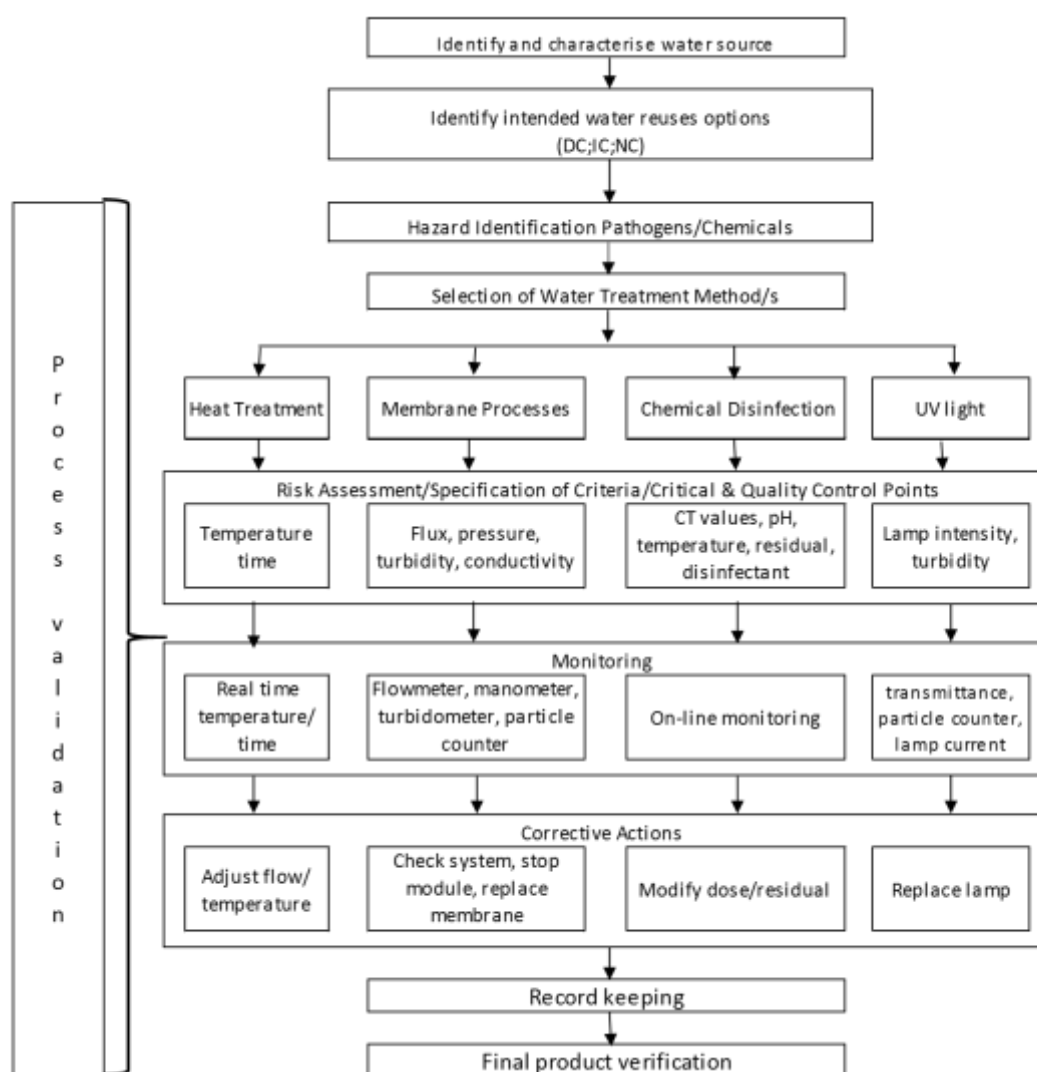 Identify and characterise water source
Identify intended water reuses options
(DC;IC;NC)
Hazard Identification Pathogens/Chemicals
Selection of Water Treatment Method/s
Heat Treatment
Membrane Processes
Chemical Disinfection
UV light
Risk Assessment/Specification of Criteria/Critical & Quality Control Points
Temperature
time
Flux, pressure,
turbidity, conductivity
CT values, pH,
temperature, residual,
disinfectant
Lamp intensity,
turbidity
Monitoring
Real time
temperature/
time
Flowmeter, manometer,
turbidometer, particle
counter
On-line monitoring
transmittance,
particle counter,
lamp current
Corrective Actions
Adjust flow/
temperature
Check system, stop
module, replace
membrane
Modify dose/residual
Replace lamp
Record keeping
Final product verification
Process validation